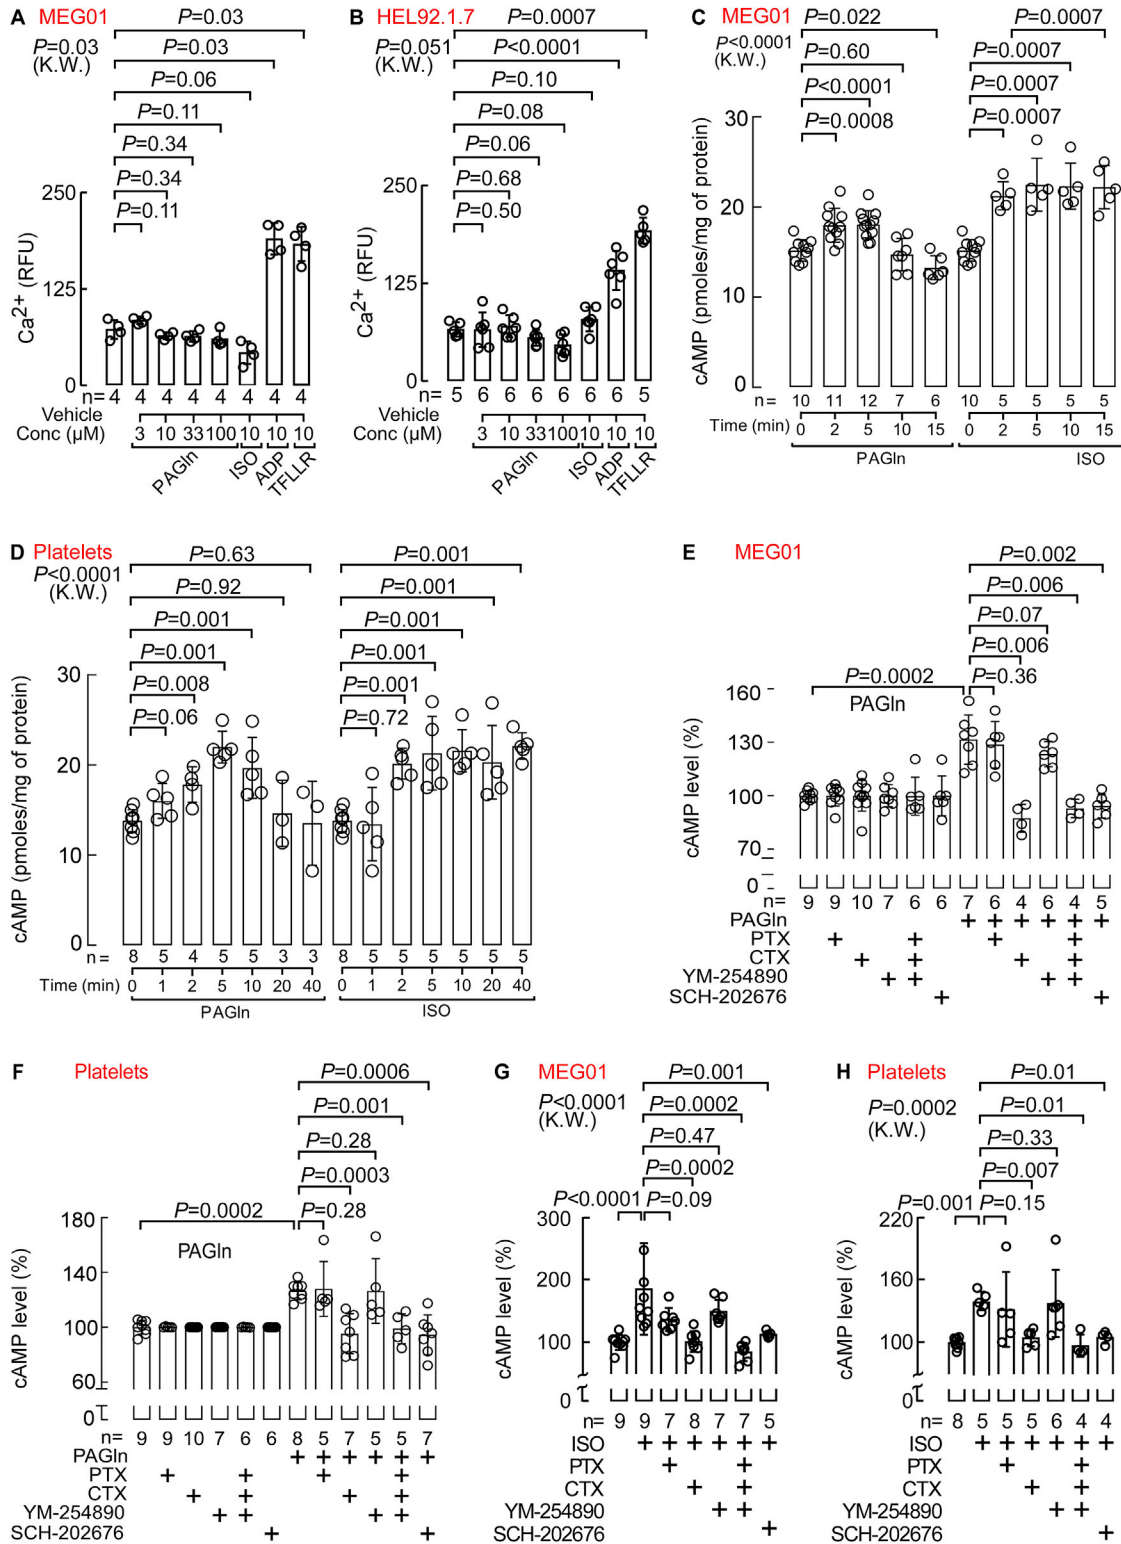 A MEG01
P=0.03
P=0.03
(K.W.)
P=0.03
P=0.06
P=0.11
P=0.34
P=0.34
P=0.11
Ca2+ (RFU)
250
125
0
n= 4 4 4 4 4 4 4 4
Vehicle
Conc (µM) 3 10 33 100 10 10 10
PAGln ISO ADP TFLLR
B HEL92.1.7
P=0.0007
P=0.051
(K.W.)
P<0.0001
P=0.10
P=0.08
P=0.06
P=0.68
P=0.50
Ca2+ (RFU)
250
125
0
n= 5 6 6 6 6 6 6 5
Vehicle
Conc (µM) 3 10 33 100 10 10 10
PAGln ISO ADP TFLLR
C MEG01
P<0.0001
(K.W.)
P=0.022
P=0.60
P<0.0001
P=0.0008
P=0.0007
P=0.0007
P=0.0007
P=0.0007
cAMP (pmoles/mg of protein)
30
20
10
0
n= 10 11 12 7 6 10 5 5 5 5
Time (min) 0 2 5 10 15 0 2 5 10 15
PAGln ISO
D Platelets
P<0.0001
(K.W.)
P=0.63
P=0.92
P=0.001
P=0.001
P=0.008
P=0.06
P=0.001
P=0.001
P=0.001
P=0.001
P=0.001
P=0.72
cAMP (pmoles/mg of protein)
30
20
10
0
n= 8 5 4 5 5 3 3 8 5 5 5 5 5 5
Time (min) 0 1 2 5 10 20 40 0 1 2 5 10 20 40
PAGln ISO
E MEG01
P=0.002
P=0.006
P=0.07
P=0.006
P=0.36
P=0.0002
PAGln
cAMP level (%)
160
130
100
70
0
n= 9 9 10 7 6 6 7 6 4 6 4 5
PAGln + + + + + +
PTX + + + +
CTX + + + +
YM-254890 + + + +
SCH-202676 + +
F Platelets
P=0.0006
P=0.001
P=0.28
P=0.0003
P=0.28
P=0.0002
PAGln
cAMP level (%)
180
140
100
60
0
n= 9 9 10 7 6 6 8 5 7 5 5 7
PAGln + + + + + +
PTX + + + +
CTX + + + +
YM-254890 + + + +
SCH-202676 + +
G MEG01
P<0.0001
(K.W.)
P=0.001
P=0.0002
P=0.47
P=0.0002
P<0.0001 P=0.09
cAMP level (%)
300
200
100
0
n= 9 9 7 8 7 7 5
ISO + + + + + +
PTX + +
CTX + +
YM-254890 + +
SCH-202676 +
H Platelets
P=0.0002
(K.W.)
P=0.01
P=0.01
P=0.33
P=0.007
P=0.001 P=0.15
cAMP level (%)
220
160
100
0
n= 8 5 5 5 6 4 4
ISO + + + + + +
PTX + +
CTX + +
YM-254890 + +
SCH-202676 +